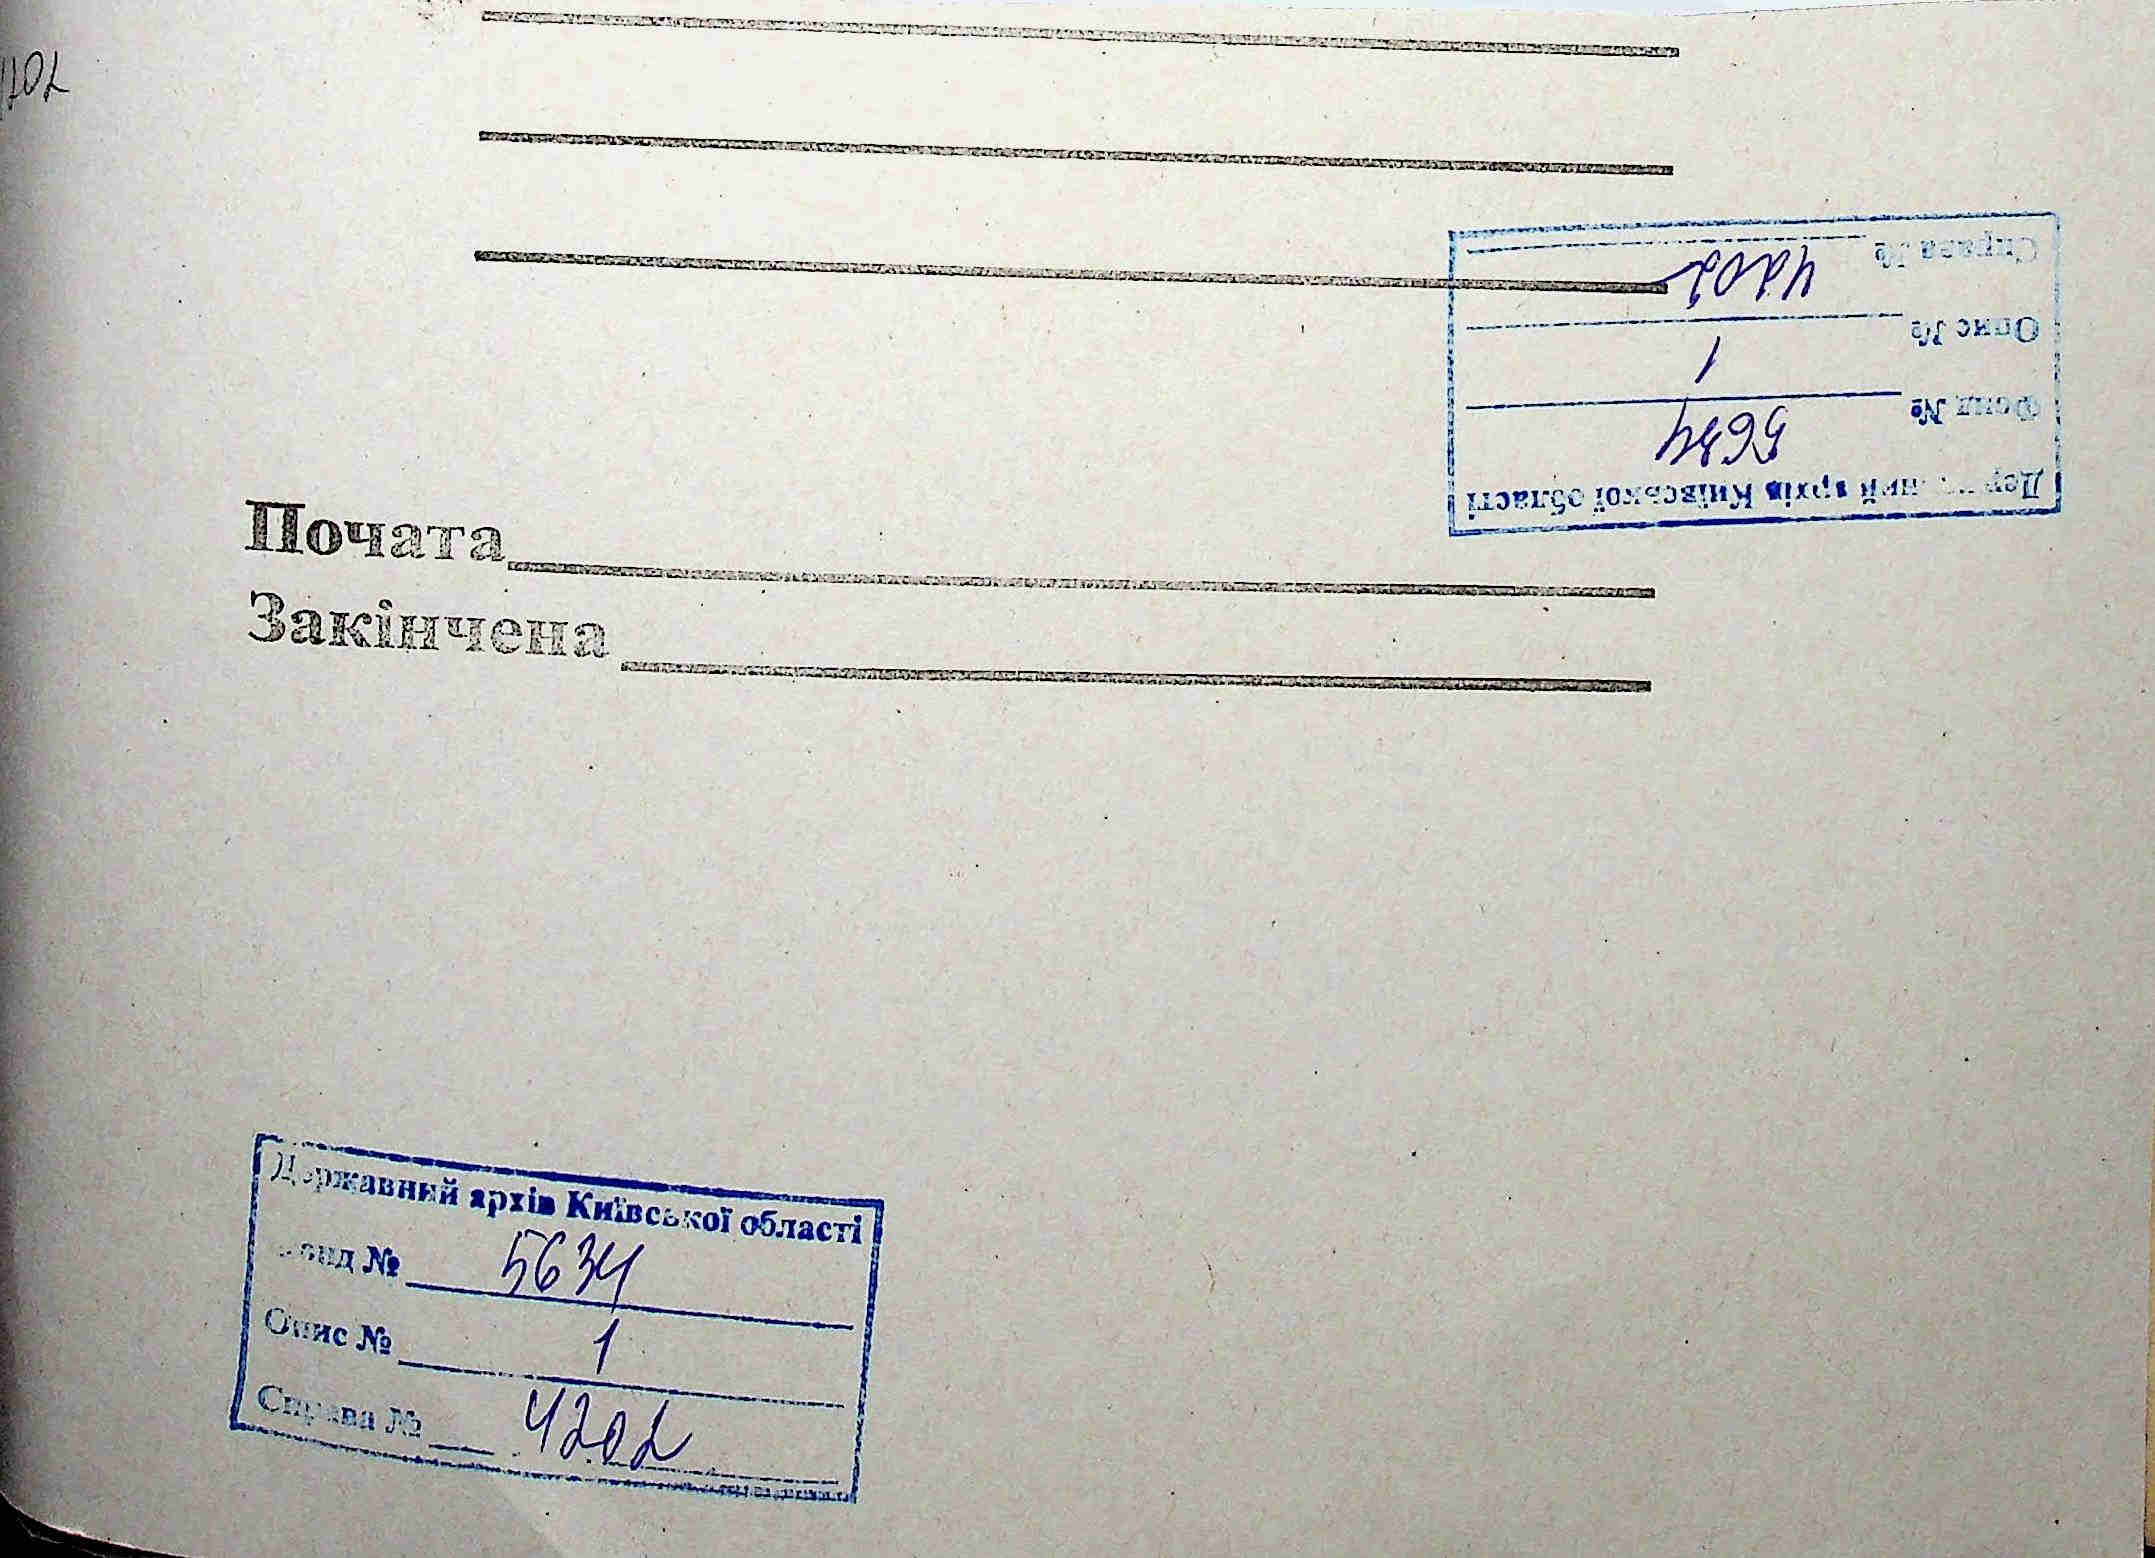 Справа № 4202
Опис № 1
Фонд № 5634
Державний архів Київської області
Почата
Закінчена
Державний архів Київської області
Фонд № 5634
Опис № 1
Справа № 4202